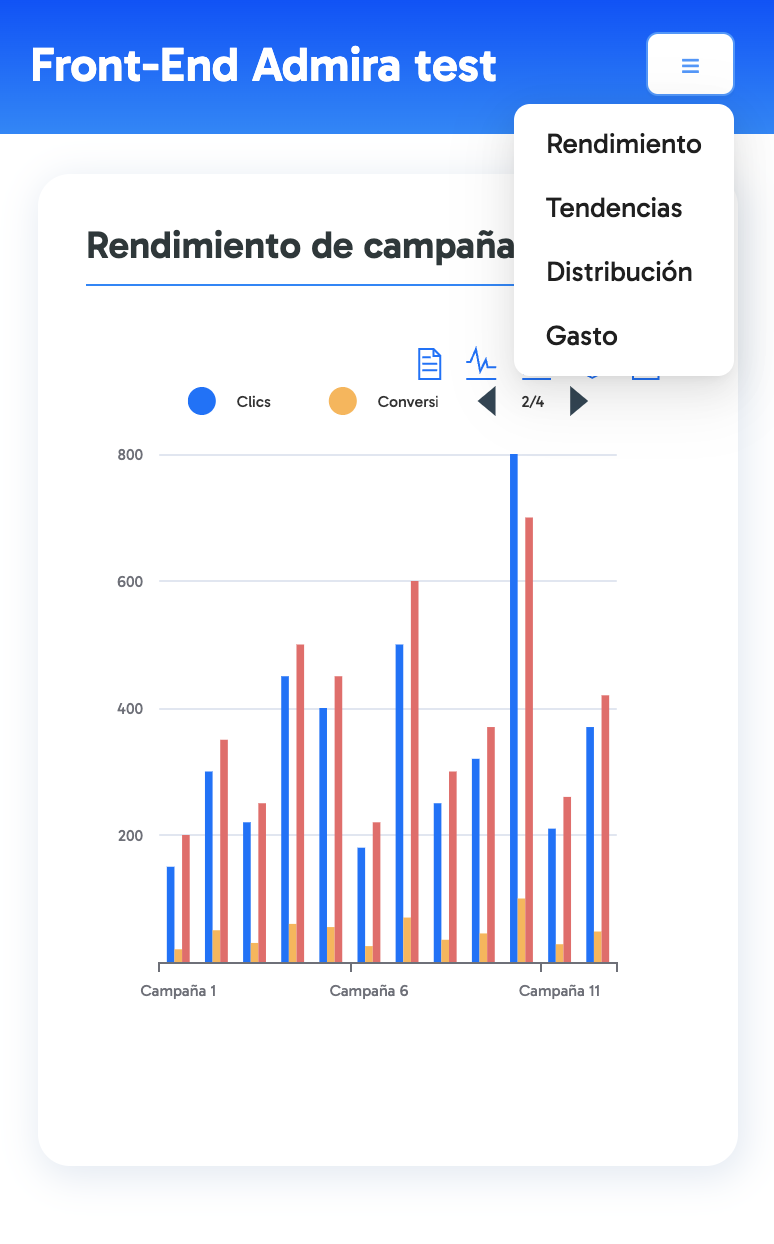 Front-End Admira test
Rendimiento
Tendencias
Distribución
Gasto
Rendimiento de campaña
Clics
Conversi
2/4
800
600
400
200
Campaña 1
Campaña 6
Campaña 11